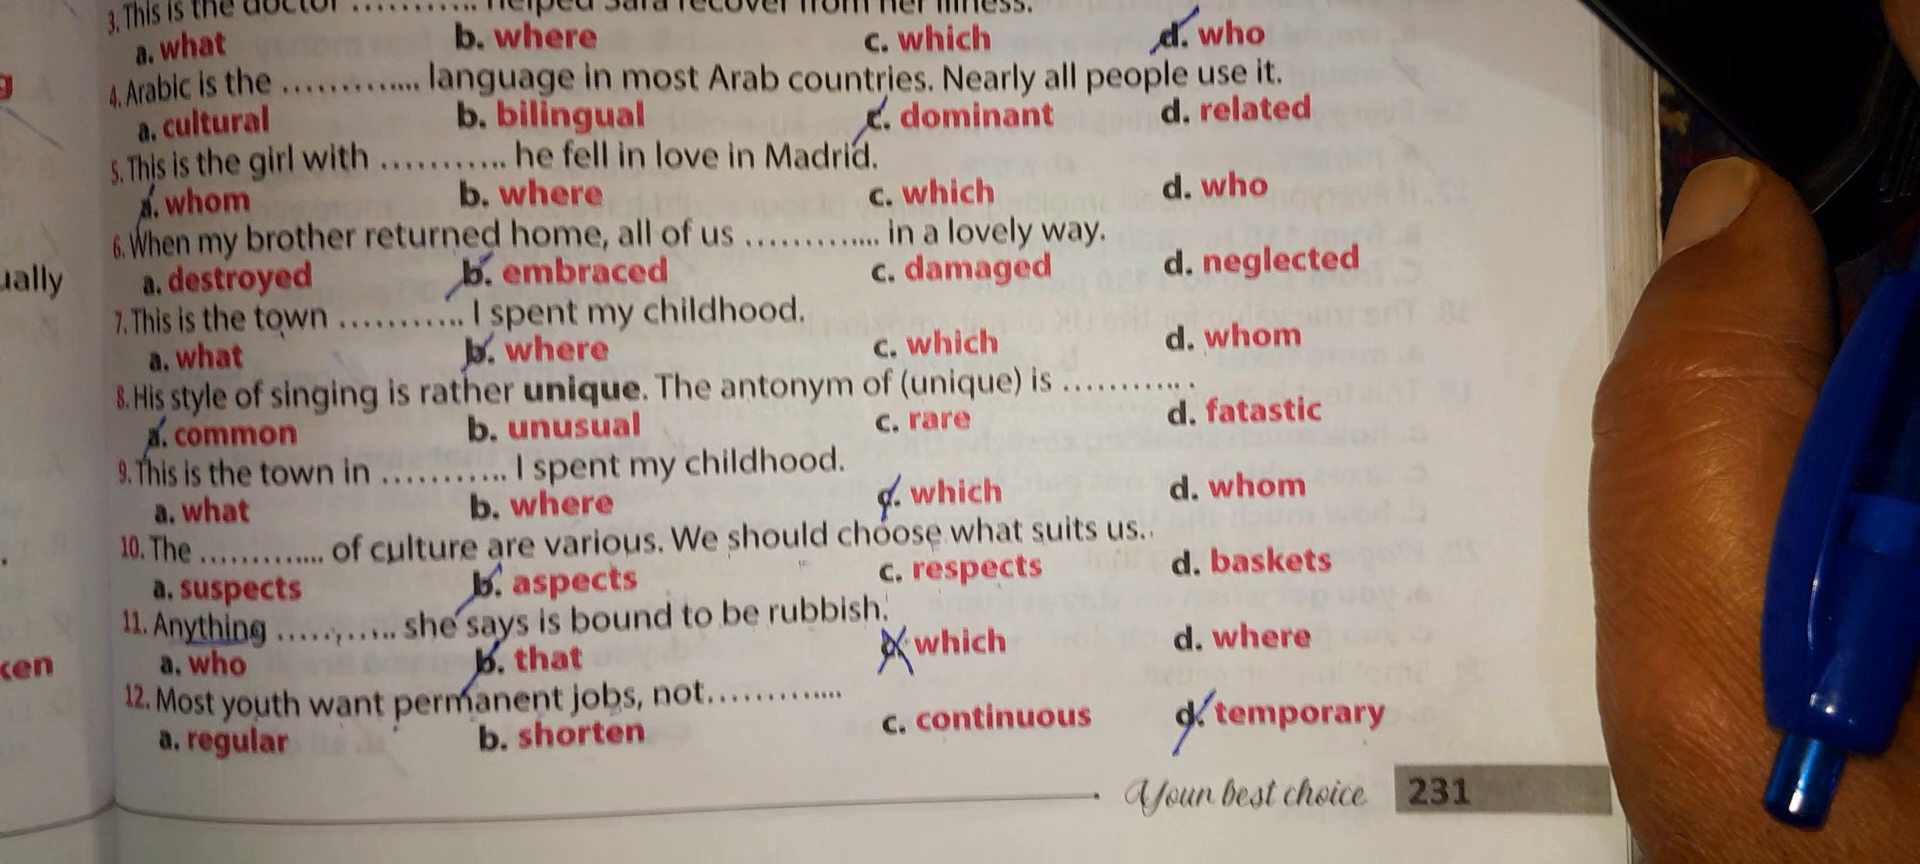 3. This is the doctor ............ helped Sara recover from her illness.
a. what b. where c. which d. who
4. Arabic is the ............. language in most Arab countries. Nearly all people use it.
a. cultural b. bilingual c. dominant d. related
5. This is the girl with ........... he fell in love in Madrid.
a. whom b. where c. which d. who
6. When my brother returned home, all of us ............. in a lovely way.
a. destroyed b. embraced c. damaged d. neglected
7. This is the town ........... I spent my childhood.
a. what b. where c. which d. whom
8. His style of singing is rather unique. The antonym of (unique) is ........... .
a. common b. unusual c. rare d. fatastic
9. This is the town in ........... I spent my childhood.
a. what b. where c. which d. whom
10. The ............ of culture are various. We should choose what suits us..
a. suspects b. aspects c. respects d. baskets
11. Anything ........... she says is bound to be rubbish.
a. who b. that c. which d. where
12. Most youth want permanent jobs, not.............
a. regular b. shorten c. continuous d. temporary
Your best choice 231
g
ually
.
ken